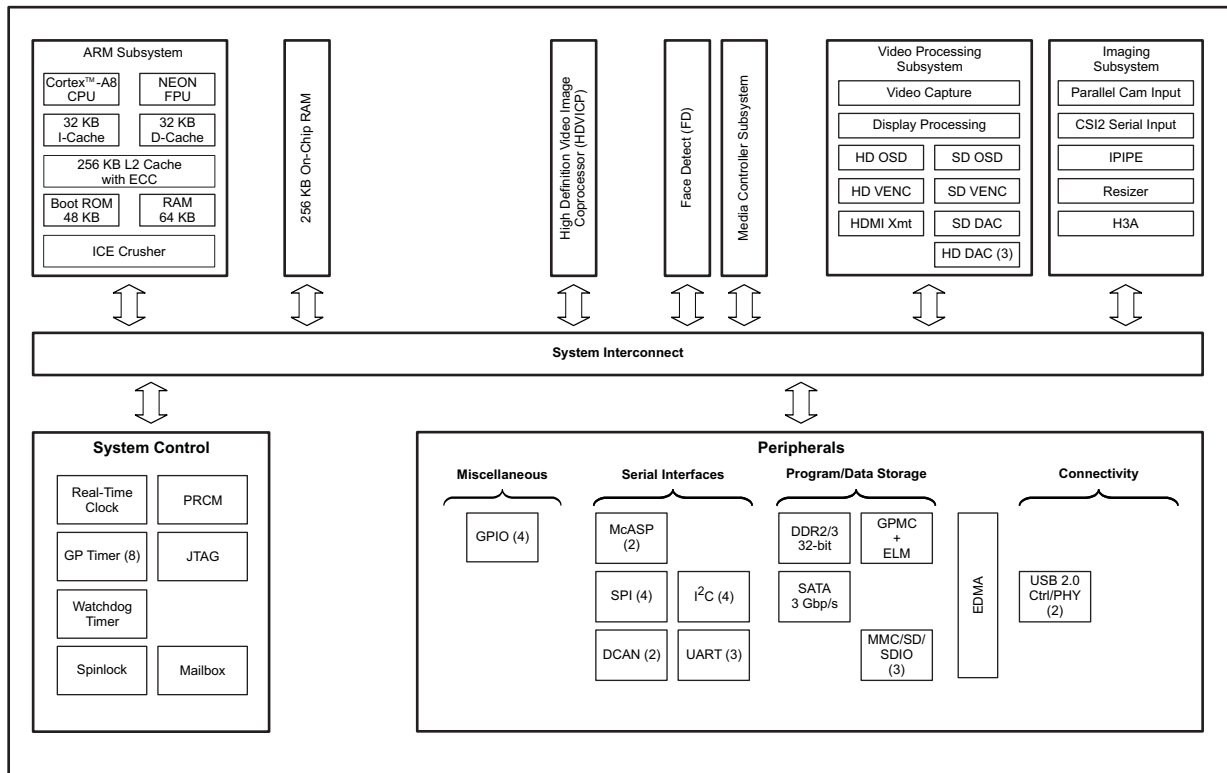 ARM Subsystem
Cortex™-A8
CPU
NEON
FPU
32 KB
I-Cache
32 KB
D-Cache
256 KB L2 Cache
with ECC
Boot ROM
48 KB
RAM
64 KB
ICE Crusher
256 KB On-Chip RAM
High Definition Video Image
Coprocessor (HDVICP)
Face Detect (FD)
Media Controller Subsystem
Video Processing
Subsystem
Video Capture
Display Processing
HD OSD
SD OSD
HD VENC
SD VENC
HDMI Xmt
SD DAC
HD DAC (3)
Imaging
Subsystem
Parallel Cam Input
CSI2 Serial Input
IPIPE
Resizer
H3A
System Interconnect
System Control
Real-Time
Clock
PRCM
GP Timer (8)
JTAG
Watchdog
Timer
Spinlock
Mailbox
Peripherals
Miscellaneous
GPIO (4)
Serial Interfaces
McASP
(2)
SPI (4)
I²C (4)
DCAN (2)
UART (3)
Program/Data Storage
DDR2/3
32-bit
GPMC
+
ELM
SATA
3 Gbp/s
MMC/SD/
SDIO
(3)
EDMA
Connectivity
USB 2.0
Ctrl/PHY
(2)